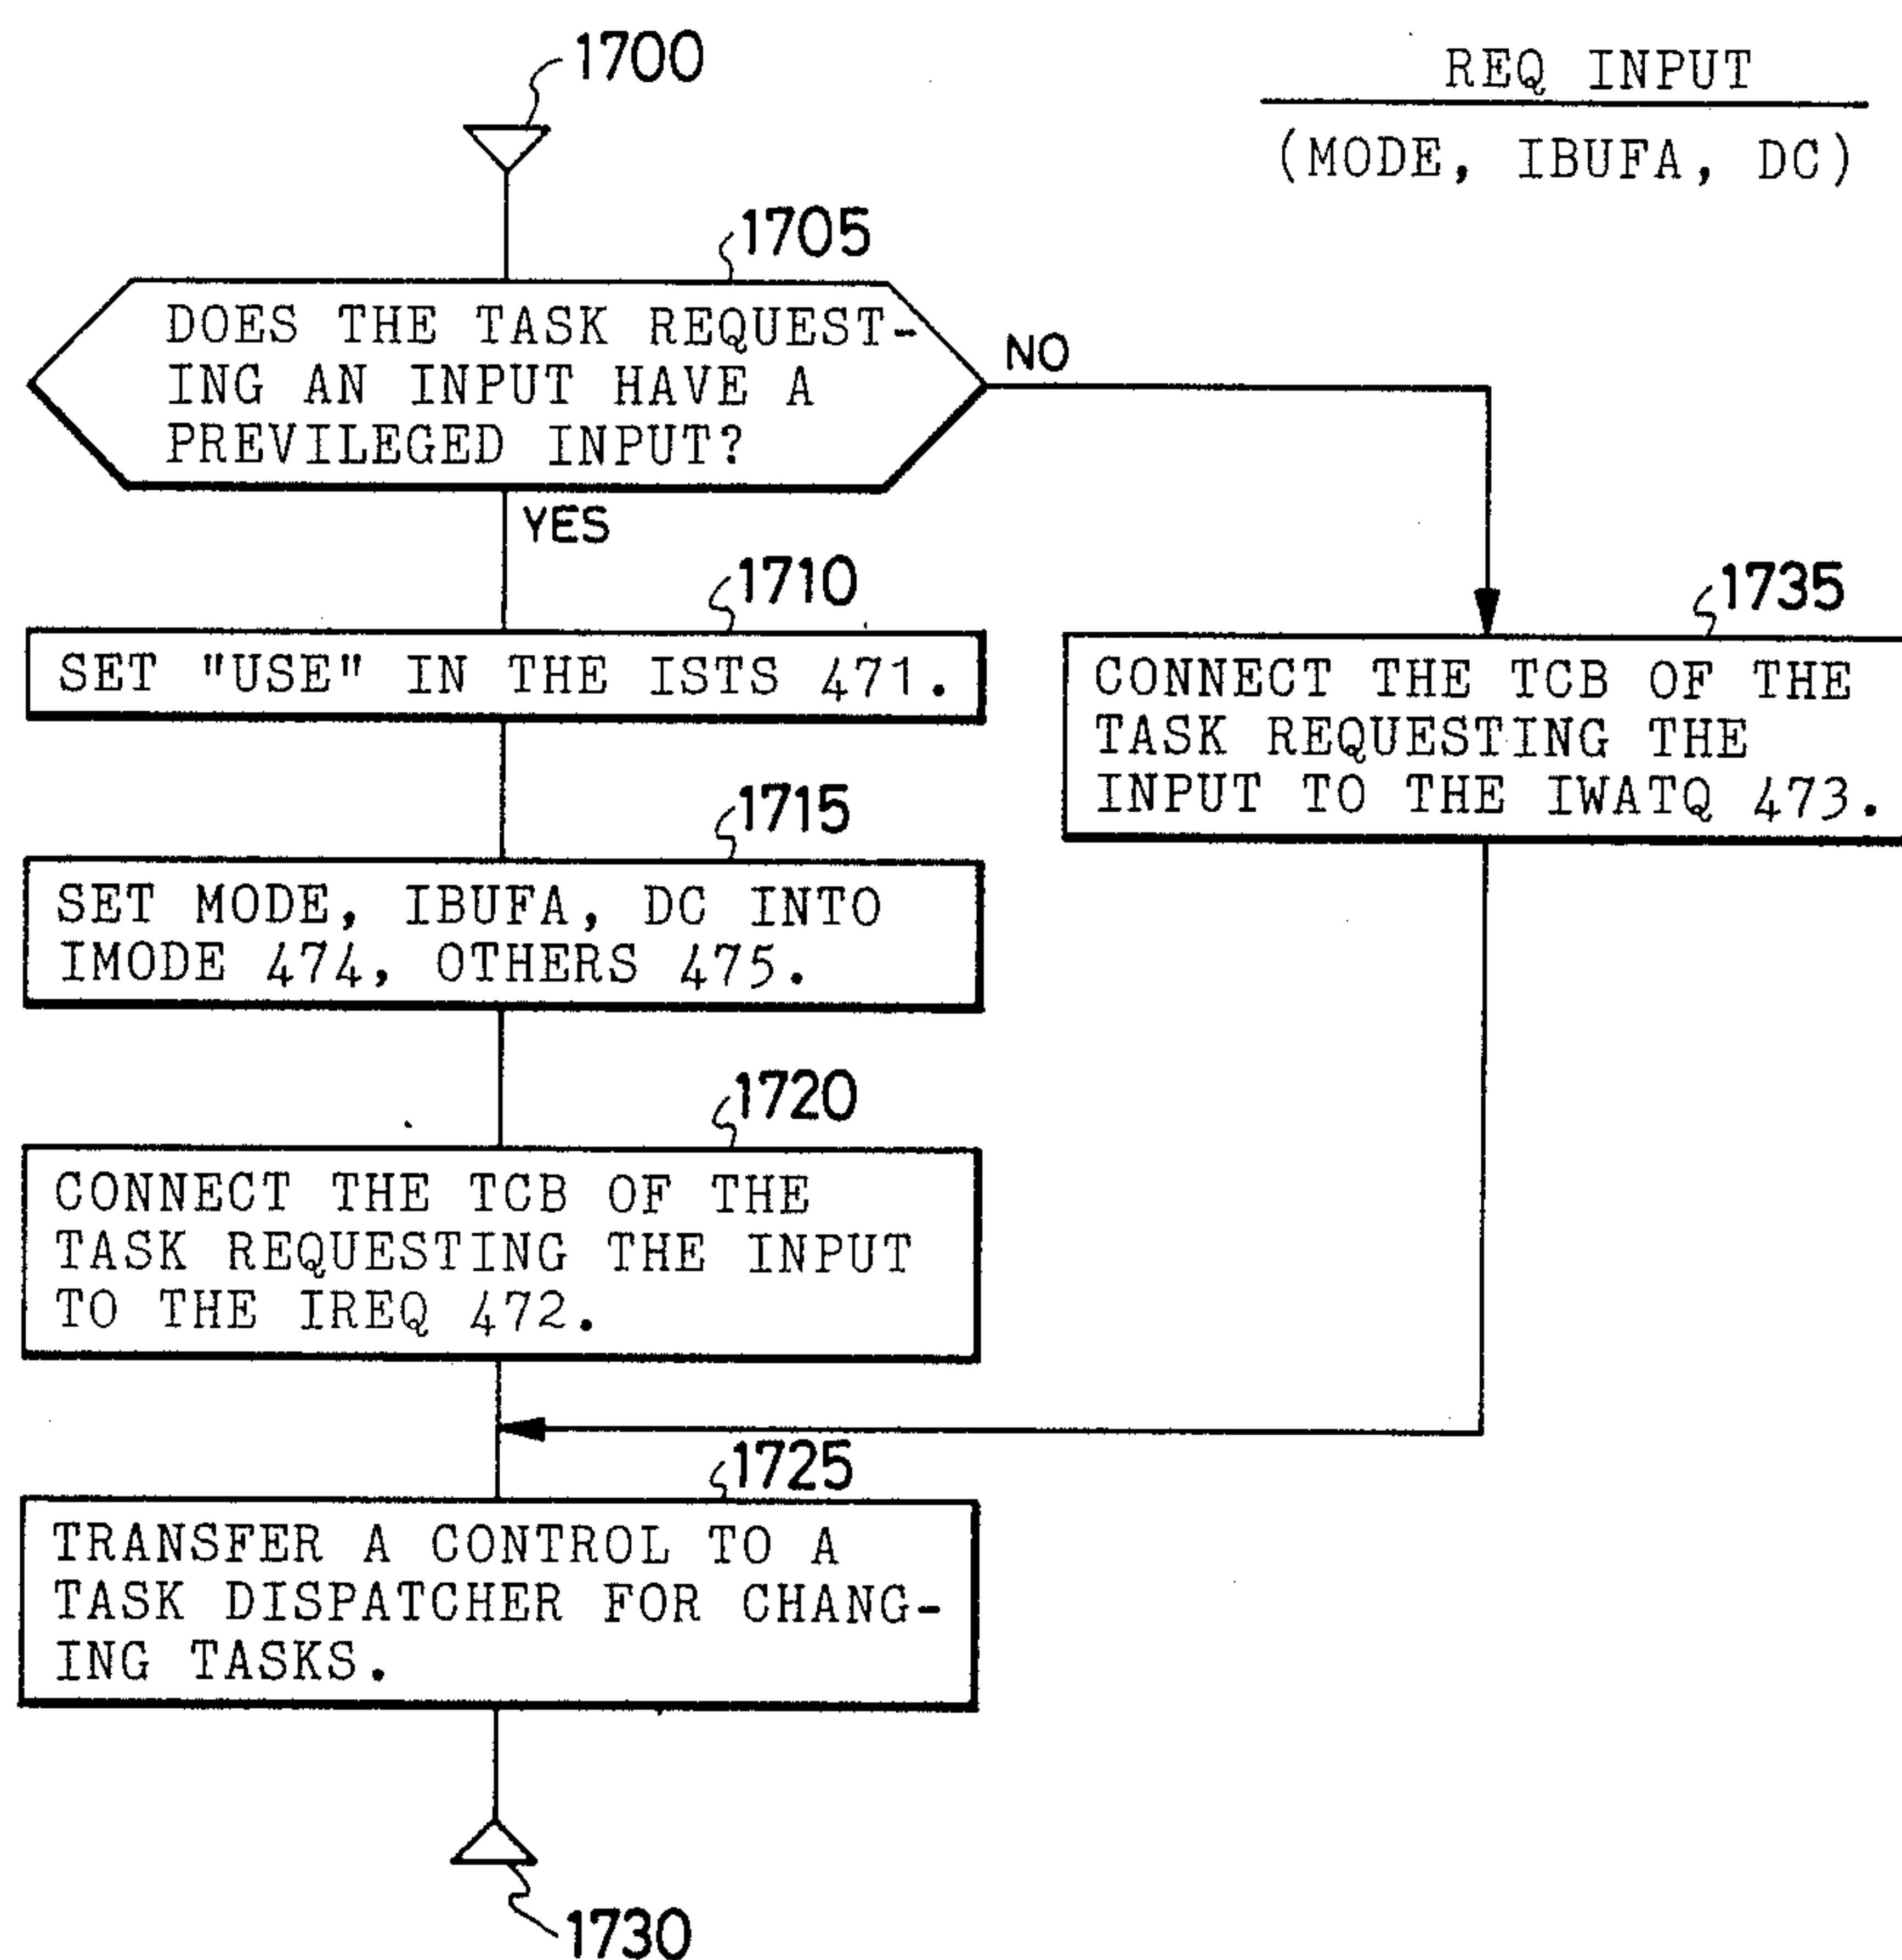 1700
REQ INPUT
(MODE, IBUFA, DC)
1705
DOES THE TASK REQUEST-
ING AN INPUT HAVE A
PREVILEGED INPUT?
NO
YES
1710
SET "USE" IN THE ISTS 471.
1715
SET MODE, IBUFA, DC INTO
IMODE 474, OTHERS 475.
1720
CONNECT THE TCB OF THE
TASK REQUESTING THE INPUT
TO THE IREQ 472.
1735
CONNECT THE TCB OF THE
TASK REQUESTING THE
INPUT TO THE IWATQ 473.
1725
TRANSFER A CONTROL TO A
TASK DISPATCHER FOR CHANG-
ING TASKS.
1730